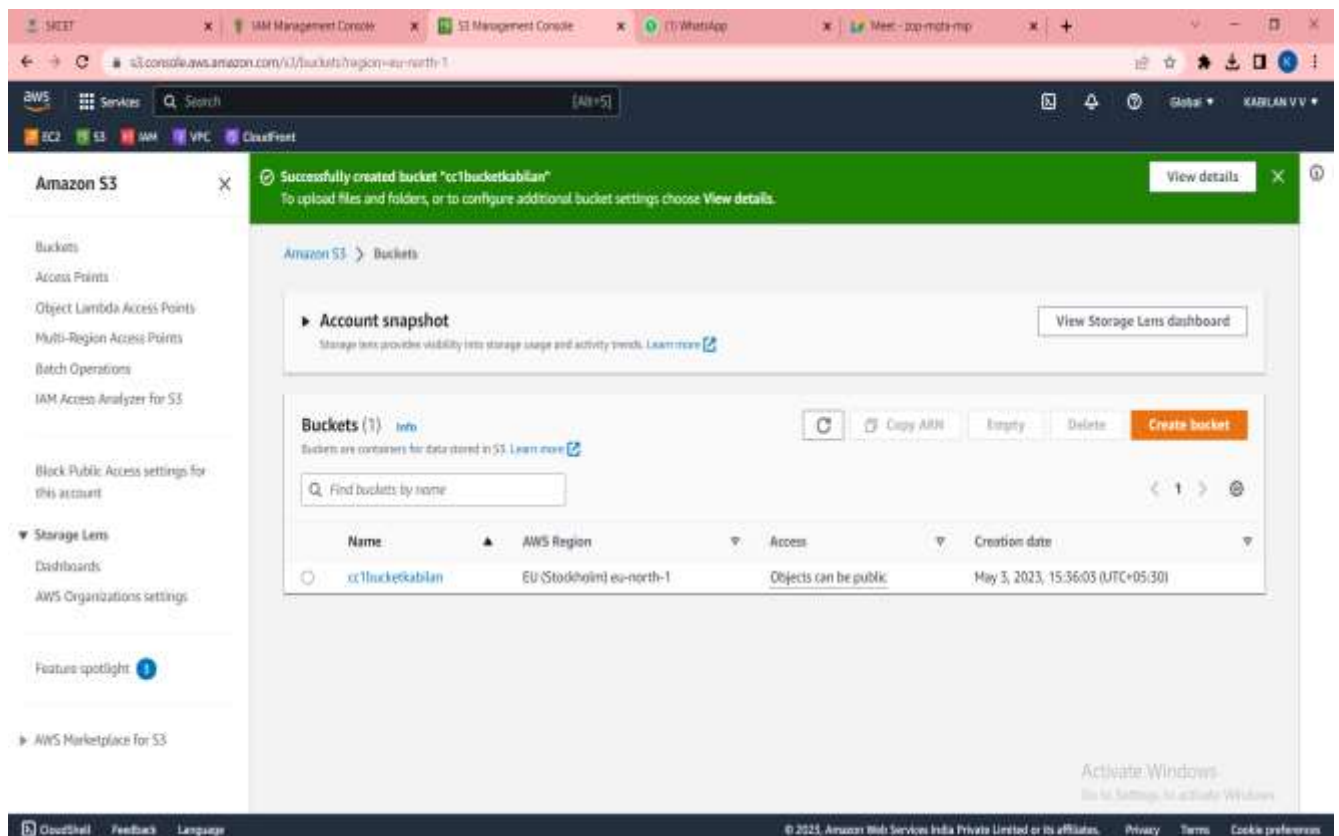 SKCET
IAM Management Console
S3 Management Console
(1) WhatsApp
s3.console.aws.amazon.com/s3/buckets?region=eu-north-1
aws
Services
Search
[Alt+S]
Global
KABILAN V V
EC2
S3
IAM
VPC
CloudFront
Amazon S3
Successfully created bucket "cc1bucketkabilan"
To upload files and folders, or to configure additional bucket settings choose View details.
View details
Buckets
Access Points
Object Lambda Access Points
Multi-Region Access Points
Batch Operations
IAM Access Analyzer for S3
Block Public Access settings for
this account
Storage Lens
Dashboards
AWS Organizations settings
Feature spotlight 3
AWS Marketplace for S3
Amazon S3 > Buckets
Account snapshot
Storage lens provides visibility into storage usage and activity trends. Learn more
View Storage Lens dashboard
Buckets (1) Info
Buckets are containers for data stored in S3. Learn more
Copy ARN
Empty
Delete
Create bucket
Find buckets by name
1
Name AWS Region Access Creation date
cc1bucketkabilan EU (Stockholm) eu-north-1 Objects can be public May 3, 2023, 15:36:03 (UTC+05:30)
Activate Windows
Go to Settings to activate Windows.
CloudShell Feedback Language
© 2023, Amazon Web Services India Private Limited or its affiliates. Privacy Terms Cookie preferences